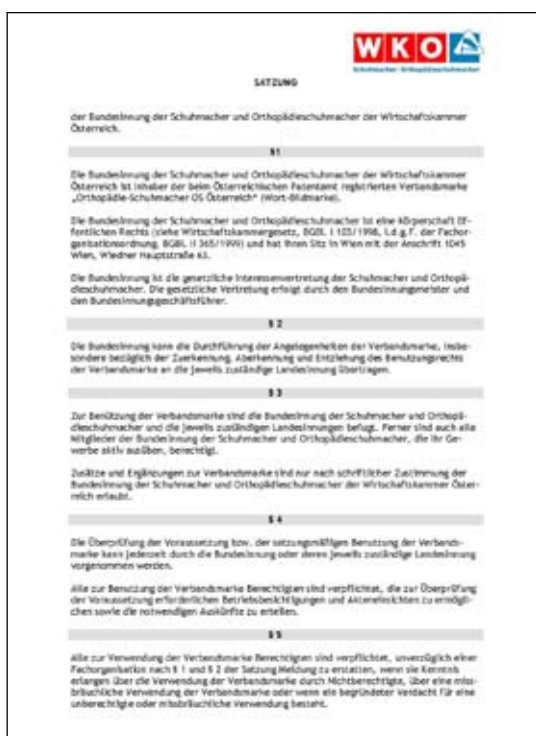 WKO
Schuhmacher - Orthopädieschuhmacher
SATZUNG
der Bundesinnung der Schuhmacher und Orthopädieschuhmacher der Wirtschaftskammer
Österreich.
§1
Die Bundesinnung der Schuhmacher und Orthopädieschuhmacher der Wirtschaftskammer
Österreich ist Inhaber der beim Österreichischen Patentamt registrierten Verbandsmarke
„Orthopädie-Schuhmacher OS Österreich“ (Wort-Bildmarke).
Die Bundesinnung der Schuhmacher und Orthopädieschuhmacher ist eine Körperschaft öf-
fentlichen Rechts (siehe Wirtschaftskammergesetz, BGBl. I 103/1998, i.d.g.F. der Fachor-
ganisationsordnung, BGBl. II 365/1999) und hat ihren Sitz in Wien mit der Anschrift 1045
Wien, Wiedner Hauptstraße 63.
Die Bundesinnung ist die gesetzliche Interessenvertretung der Schuhmacher und Orthopä-
dieschuhmacher. Die gesetzliche Vertretung erfolgt durch den Bundesinnungsmeister und
den Bundesinnungsgeschäftsführer.
§ 2
Die Bundesinnung kann die Durchführung der Angelegenheiten der Verbandsmarke, insbe-
sondere bezüglich der Zuerkennung, Aberkennung und Entziehung des Benutzungsrechts
der Verbandsmarke an die jeweils zuständige Landesinnung übertragen.
§ 3
Zur Benützung der Verbandsmarke sind die Bundesinnung der Schuhmacher und Orthopä-
dieschuhmacher und die jeweils zuständigen Landesinnungen befugt. Ferner sind auch alle
Mitglieder der Bundesinnung der Schuhmacher und Orthopädieschuhmacher, die ihr Ge-
werbe aktiv ausüben, berechtigt.
Zusätze und Ergänzungen zur Verbandsmarke sind nur nach schriftlicher Zustimmung der
Bundesinnung der Schuhmacher und Orthopädieschuhmacher der Wirtschaftskammer Öster-
reich erlaubt.
§ 4
Die Überprüfung der Voraussetzung bzw. der satzungsmäßigen Benutzung der Verbands-
marke kann jederzeit durch die Bundesinnung oder deren jeweils zuständige Landesinnung
vorgenommen werden.
Alle zur Benutzung der Verbandsmarke Berechtigten sind verpflichtet, die zur Überprüfung
der Voraussetzung erforderlichen Betriebsbesichtigungen und Akteneinsichten zu ermögli-
chen sowie die notwendigen Auskünfte zu erteilen.
§ 5
Alle zur Verwendung der Verbandsmarke Berechtigten sind verpflichtet, unverzüglich einer
Fachorganisation nach § 1 und § 2 der Satzung Meldung zu erstatten, wenn sie Kenntnis
erlangen über die Verwendung der Verbandsmarke durch Nichtberechtigte, über eine miss-
bräuchliche Verwendung der Verbandsmarke oder wenn ein begründeter Verdacht für eine
unberechtigte oder missbräuchliche Verwendung besteht.